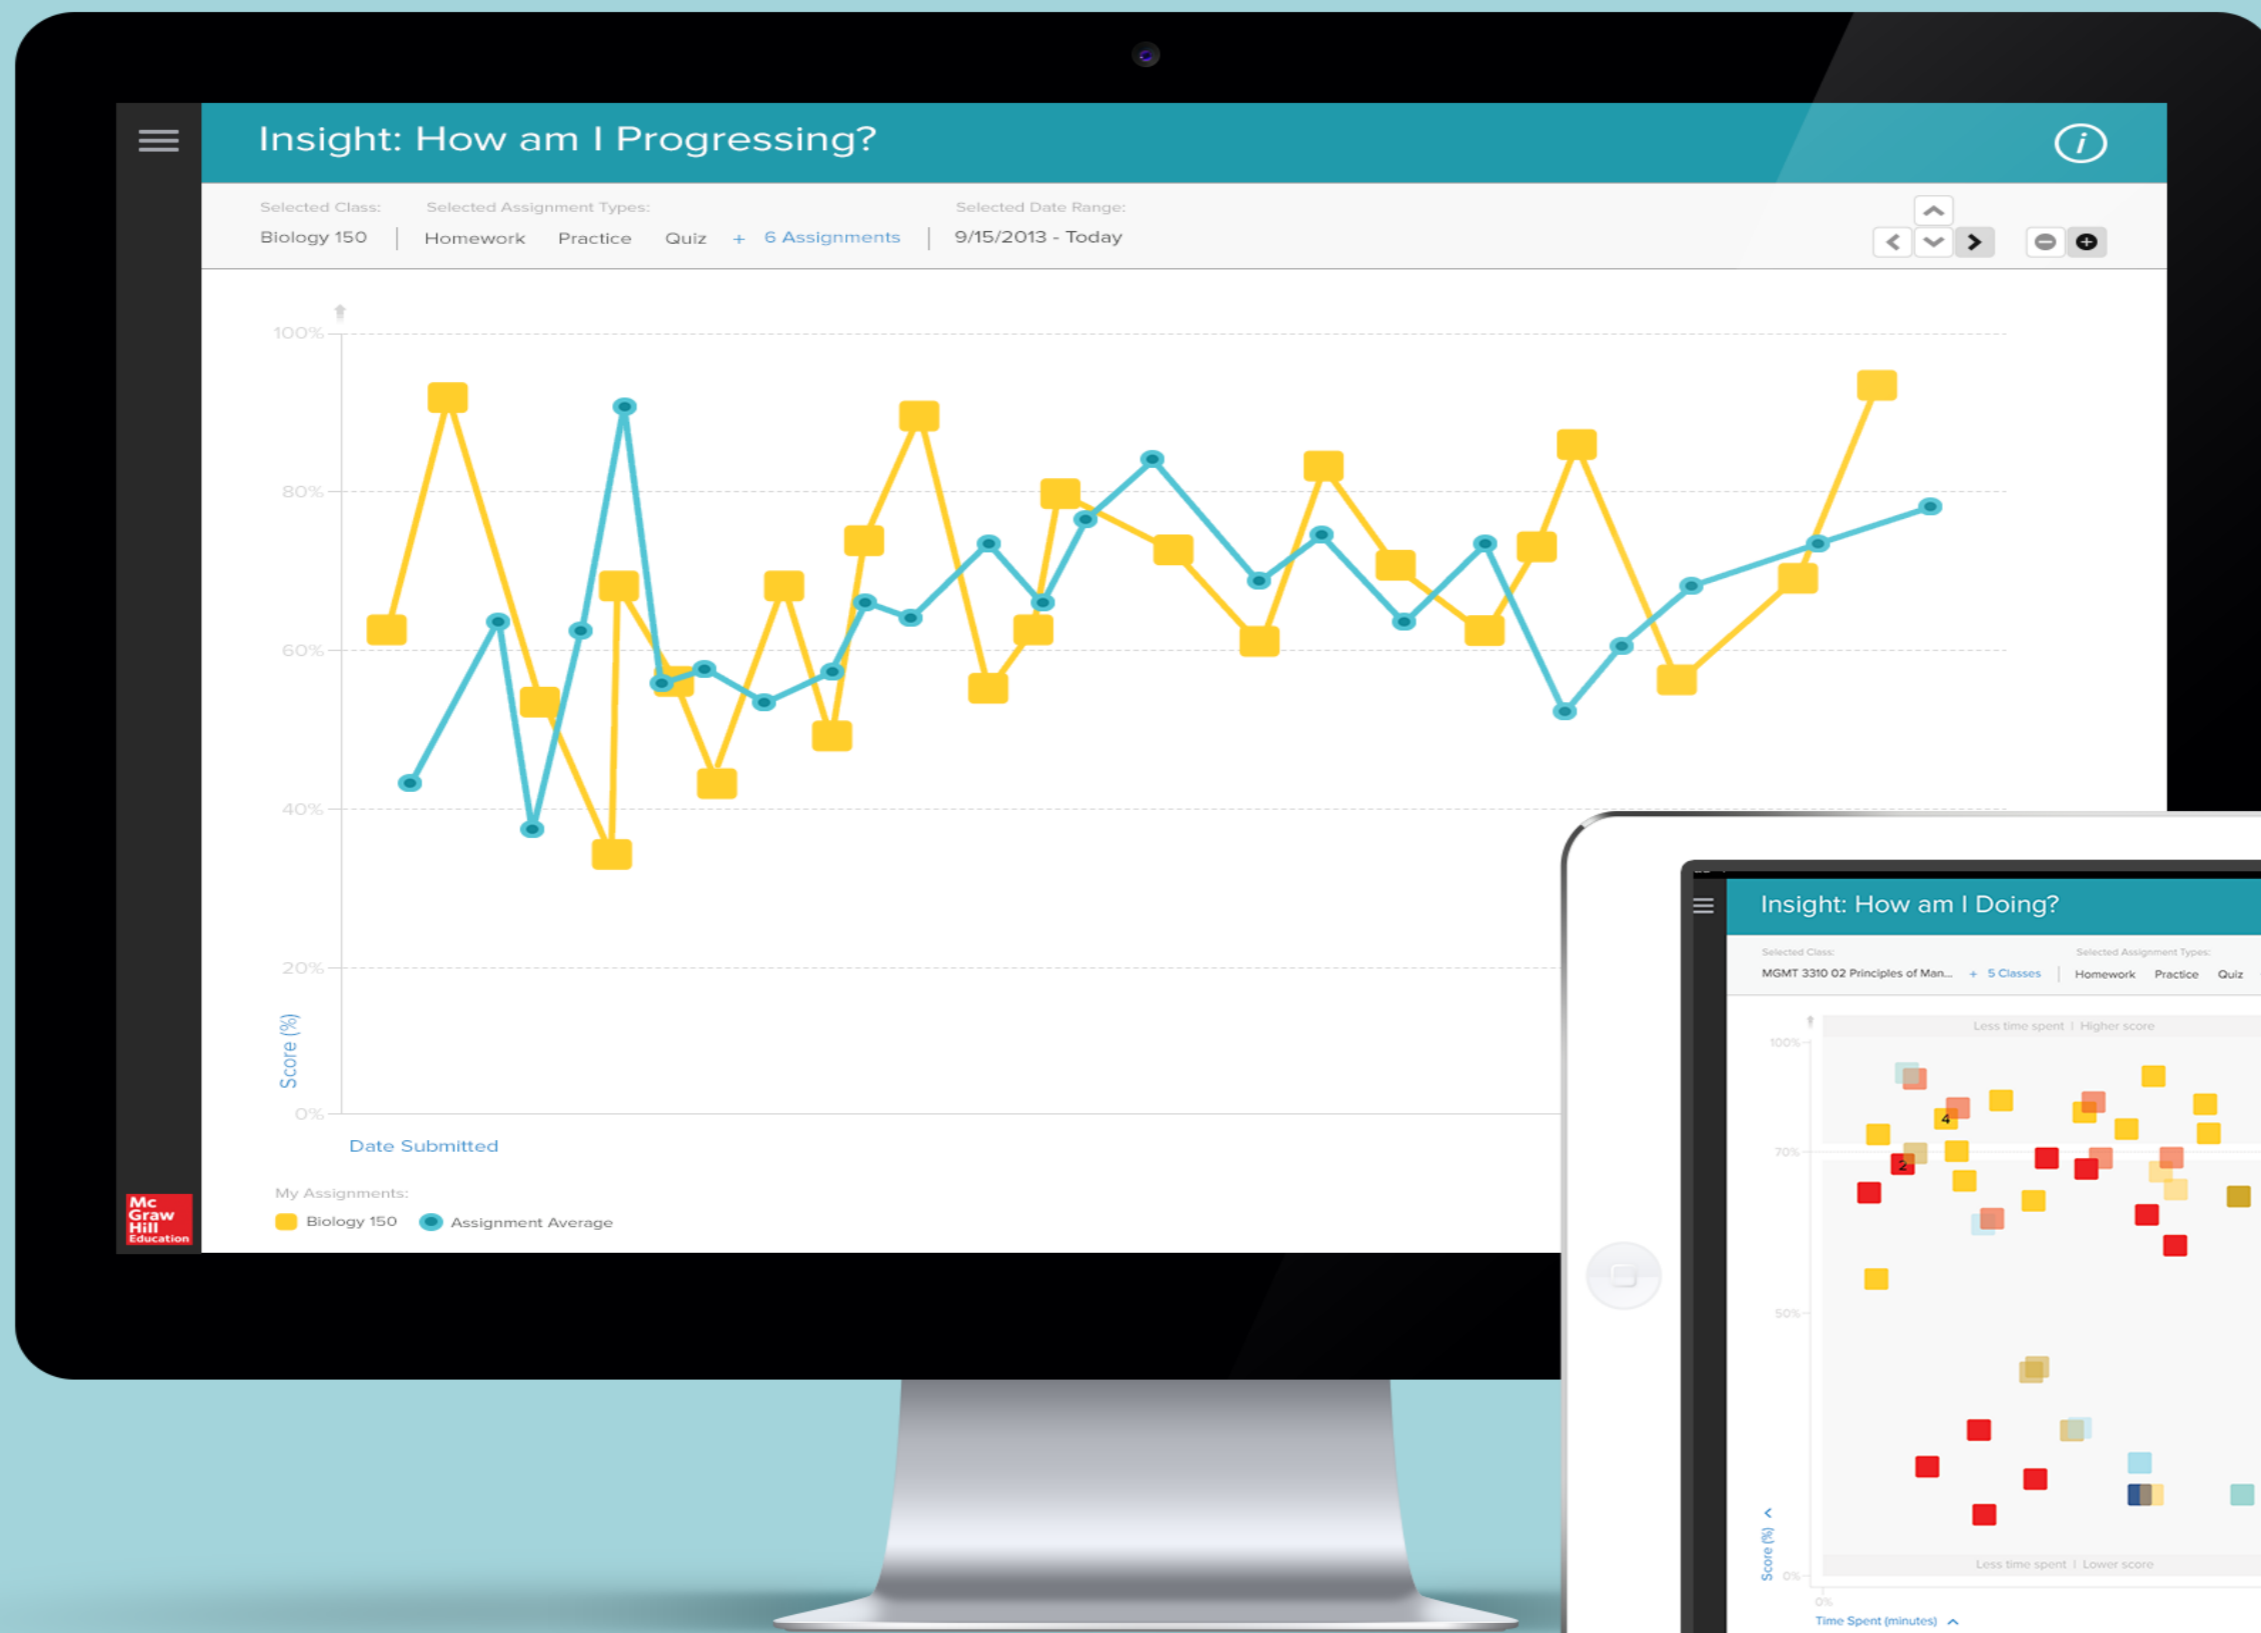 Insight: How am I Progressing?
Selected Class: Selected Assignment Types: Selected Date Range:
Biology 150 | Homework Practice Quiz + 6 Assignments | 9/15/2013 - Today
100%
80%
60%
40%
20%
0%
Score (%)
Date Submitted
My Assignments:
Biology 150 Assignment Average
Mc
Graw
Hill
Education
Insight: How am I Doing?
Selected Class: Selected Assignment Types:
MGMT 3310 02 Principles of Man... + 5 Classes | Homework Practice Quiz
Less time spent | Higher score
100%
4
70%
2
50%
Score (%)
Less time spent | Lower score
0%
0%
Time Spent (minutes)